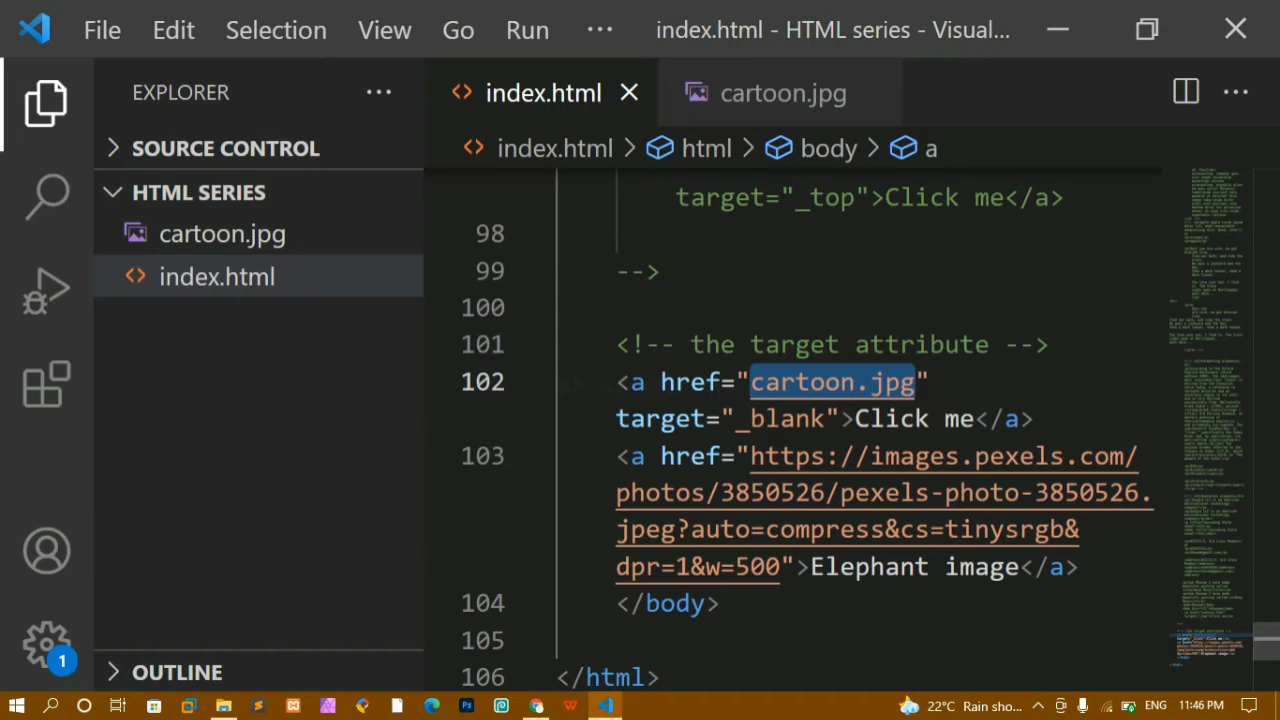 File Edit Selection View Go Run ··· index.html - HTML series - Visual...
EXPLORER ···
index.html
cartoon.jpg
SOURCE CONTROL
index.html > html > body > a
HTML SERIES
cartoon.jpg
index.html
target="_top">Click me</a>
98
99 -->
100
101 <!-- the target attribute -->
102 <a href="cartoon.jpg"
target="_blank">Click me</a>
103 <a href="https://images.pexels.com/
photos/3850526/pexels-photo-3850526.
jpeg?auto=compress&cs=tinysrgb&
dpr=1&w=500">Elephant image</a>
104 </body>
105
106 </html>
1
OUTLINE
22°C Rain sho... ENG 11:46 PM